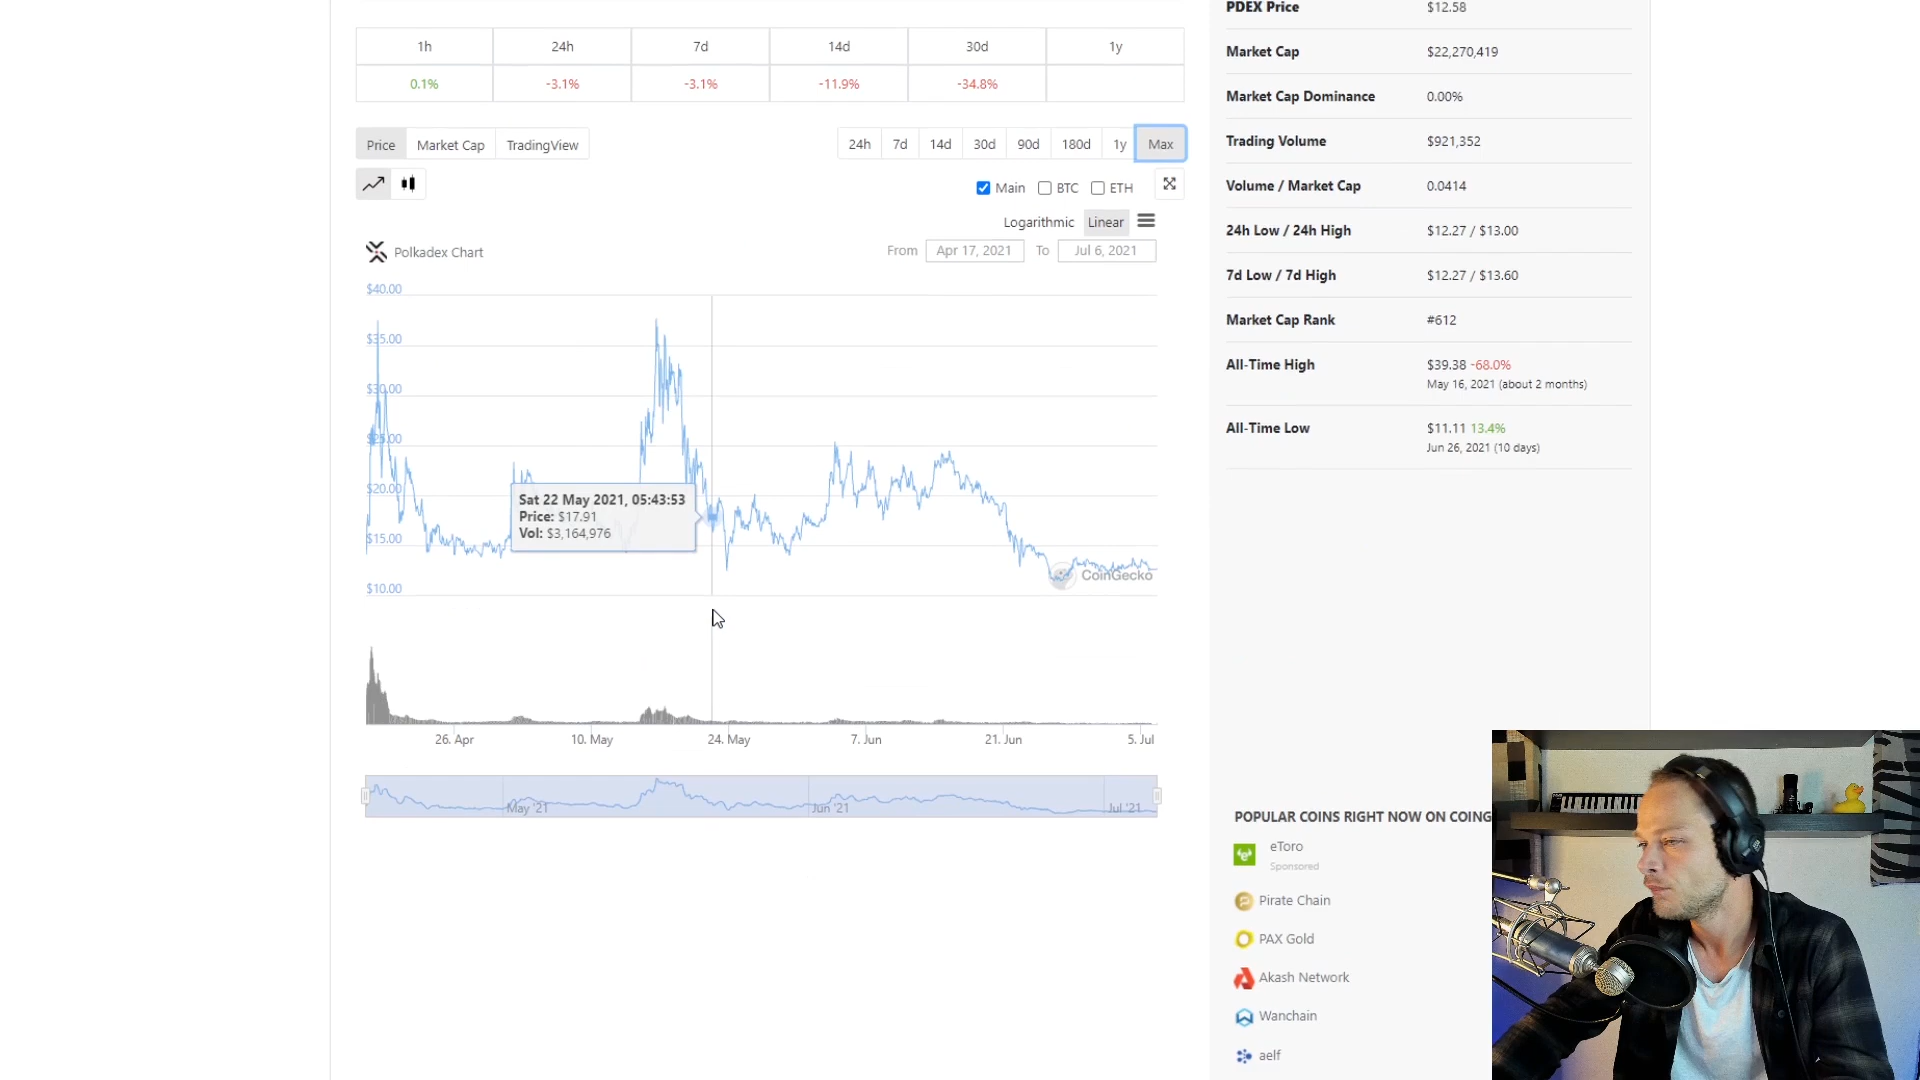 PDEX Price $12.58
1h 24h 7d 14d 30d 1y
0.1% -3.1% -3.1% -11.9% -34.8%
Market Cap $22,270,419
Market Cap Dominance 0.00%
Trading Volume $921,352
Volume / Market Cap 0.0414
24h Low / 24h High $12.27 / $13.00
7d Low / 7d High $12.27 / $13.60
Market Cap Rank #612
All-Time High $39.38 -68.0%
May 16, 2021 (about 2 months)
All-Time Low $11.11 13.4%
Jun 26, 2021 (10 days)
Price Market Cap TradingView
24h 7d 14d 30d 90d 180d 1y Max
Main BTC ETH
Logarithmic Linear
Polkadex Chart
From Apr 17, 2021 To Jul 6, 2021
$40.00
$35.00
$30.00
$25.00
$20.00
$15.00
$10.00
Sat 22 May 2021, 05:43:53
Price: $17.91
Vol: $3,164,976
CoinGecko
26. Apr 10. May 24. May 7. Jun 21. Jun 5. Jul
May '21 Jun '21 Jul '21
POPULAR COINS RIGHT NOW ON COING
eToro
Sponsored
Pirate Chain
PAX Gold
Akash Network
Wanchain
aelf